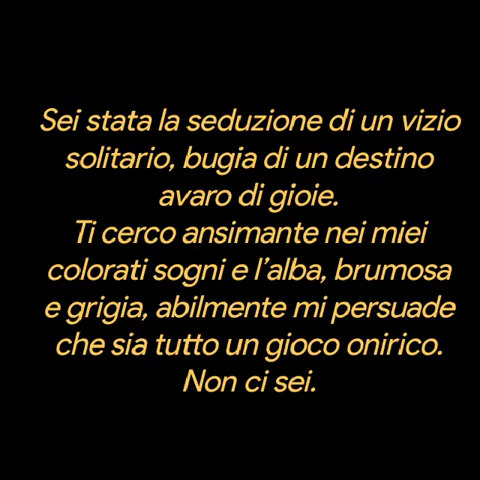 Sei stata la seduzione di un vizio
solitario, bugia di un destino
avaro di gioie.
Ti cerco ansimante nei miei
colorati sogni e l’alba, brumosa
e grigia, abilmente mi persuade
che sia tutto un gioco onirico.
Non ci sei.